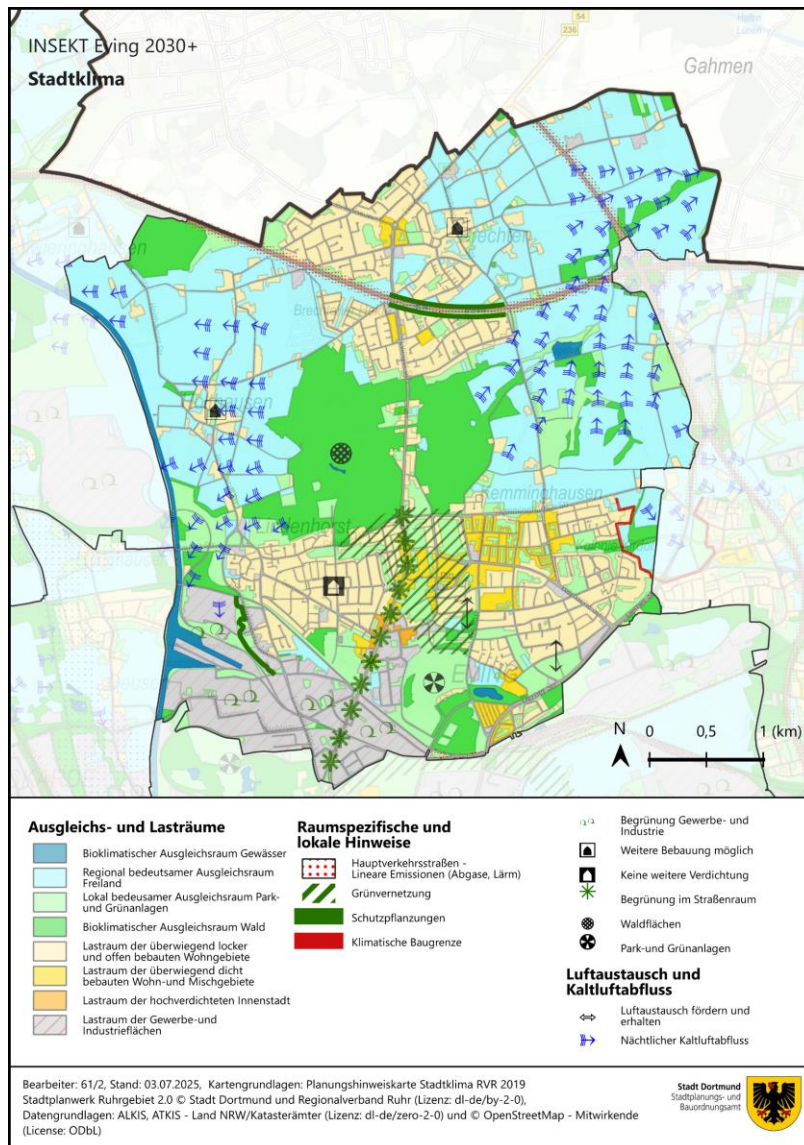 INSEKT Eving 2030+
Stadtklima
54
236
Gahmen
Kemminghausen
EVING
N 0 0,5 1 (km)
Ausgleichs- und Lasträume
Bioklimatischer Ausgleichsraum Gewässer
Regional bedeutsamer Ausgleichsraum
Freiland
Lokal bedeusamer Ausgleichsraum Park-
und Grünanlagen
Bioklimatischer Ausgleichsraum Wald
Lastraum der überwiegend locker
und offen bebauten Wohngebiete
Lastraum der überwiegend dicht
bebauten Wohn-und Mischgebiete
Lastraum der hochverdichteten Innenstadt
Lastraum der Gewerbe-und
Industrieflächen
Raumspezifische und
lokale Hinweise
Hauptverkehrsstraßen -
Lineare Emissionen (Abgase, Lärm)
Grünvernetzung
Schutzpflanzungen
Klimatische Baugrenze
Begrünung Gewerbe- und
Industrie
Weitere Bebauung möglich
Keine weitere Verdichtung
Begrünung im Straßenraum
Waldflächen
Park-und Grünanlagen
Luftaustausch und
Kaltluftabfluss
Luftaustausch fördern und
erhalten
Nächtlicher Kaltluftabfluss
Bearbeiter: 61/2, Stand: 03.07.2025, Kartengrundlagen: Planungshinweiskarte Stadtklima RVR 2019
Stadtplanwerk Ruhrgebiet 2.0 © Stadt Dortmund und Regionalverband Ruhr (Lizenz: dl-de/by-2-0),
Datengrundlagen: ALKIS, ATKIS - Land NRW/Katasterämter (Lizenz: dl-de/zero-2-0) und © OpenStreetMap - Mitwirkende
(License: ODbL)
Stadt Dortmund
Stadtplanungs- und
Bauordnungsamt